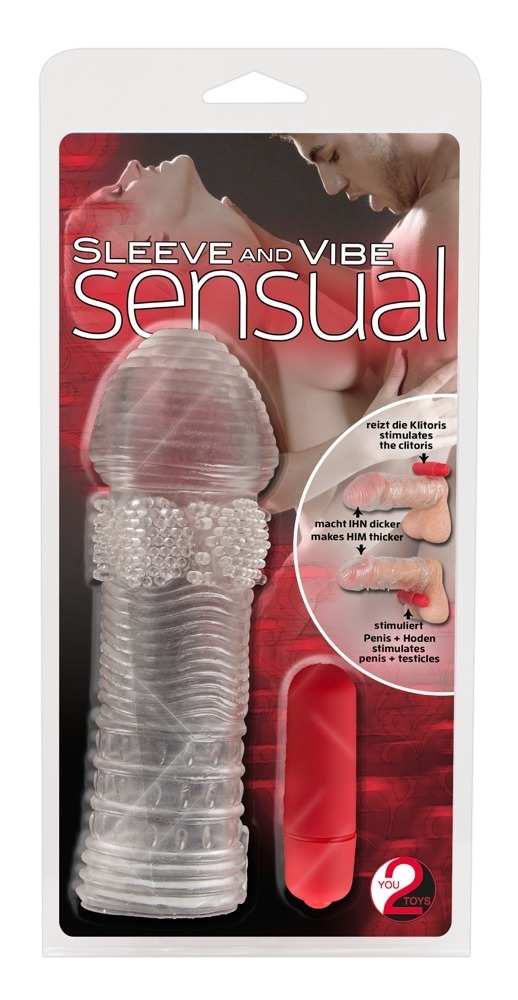 SLEEVE AND VIBE
sensual
reizt die Klitoris
stimulates
the clitoris
macht IHN dicker
makes HIM thicker
stimuliert
Penis + Hoden
stimulates
penis + testicles
YOU
2
TOYS